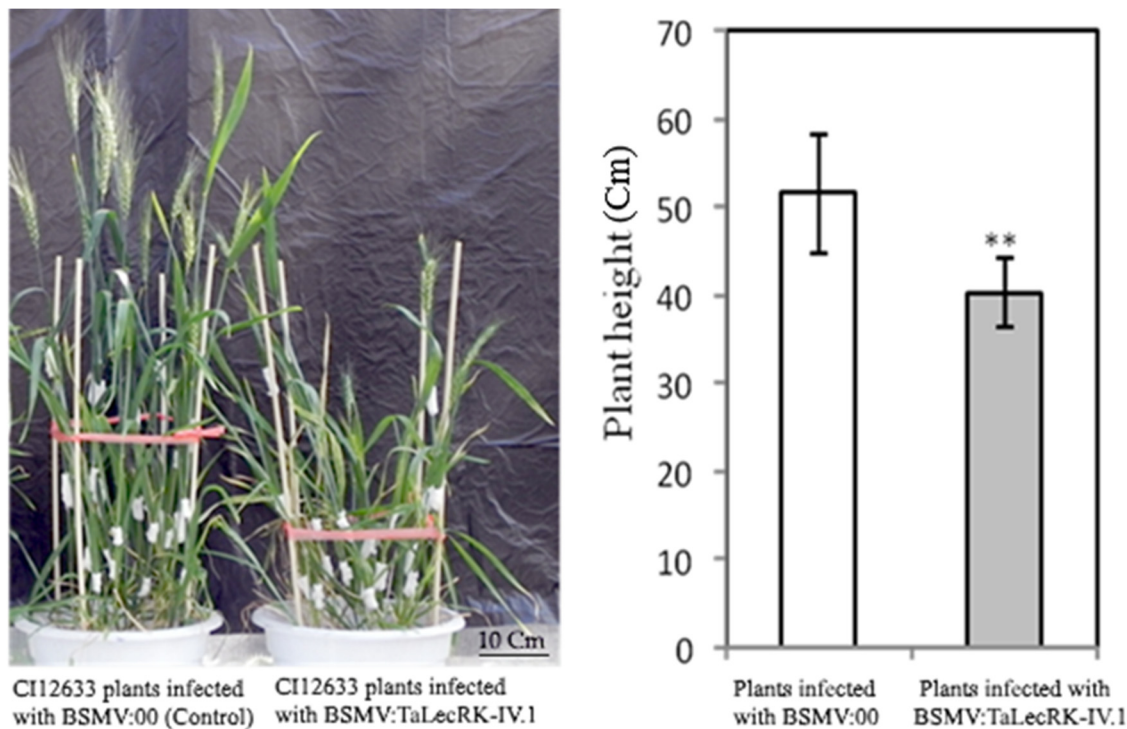 10 Cm
CI12633 plants infected
with BSMV:00 (Control)
CI12633 plants infected
with BSMV:TaLecRK-IV.1
Plant height (Cm)
70
60
50
40
30
20
10
0
**
Plants infected
with BSMV:00
Plants infected with
BSMV:TaLecRK-IV.1